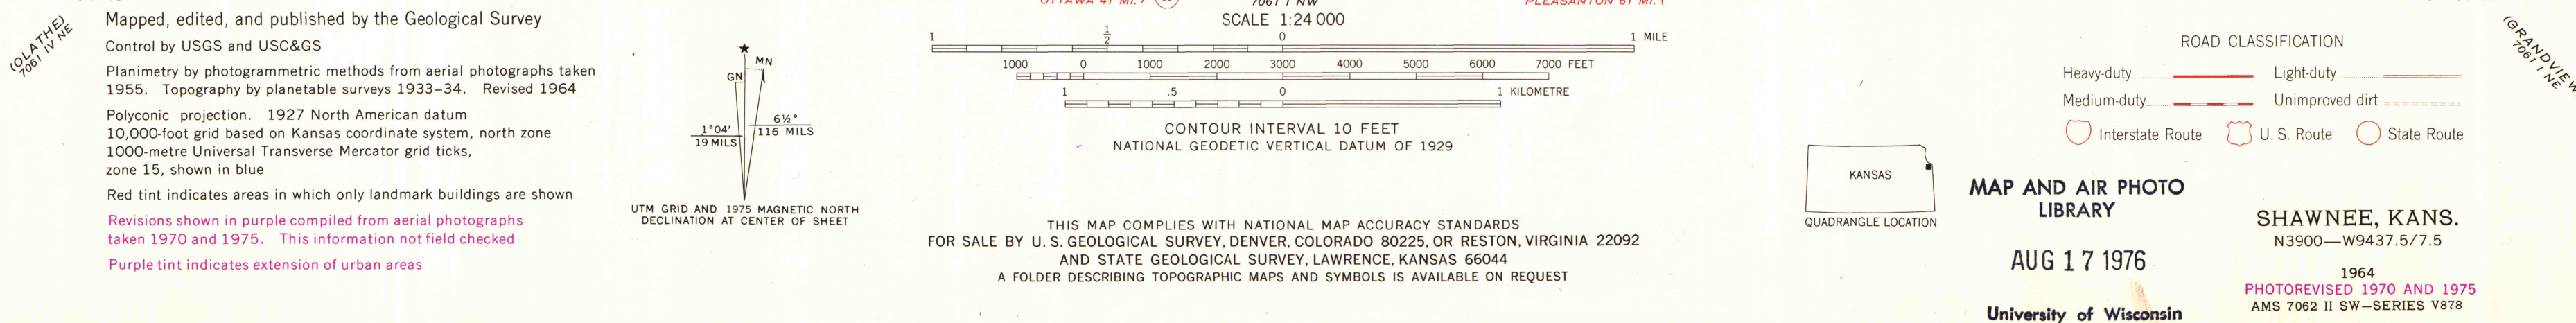 (OLATHE)
7061 IV NE
Mapped, edited, and published by the Geological Survey
Control by USGS and USC&GS
Planimetry by photogrammetric methods from aerial photographs taken
1955. Topography by planetable surveys 1933–34. Revised 1964
Polyconic projection. 1927 North American datum
10,000-foot grid based on Kansas coordinate system, north zone
1000-metre Universal Transverse Mercator grid ticks,
zone 15, shown in blue
Red tint indicates areas in which only landmark buildings are shown
Revisions shown in purple compiled from aerial photographs
taken 1970 and 1975. This information not field checked
Purple tint indicates extension of urban areas
MN
GN
1°04′
19 MILS
6½°
116 MILS
UTM GRID AND 1975 MAGNETIC NORTH
DECLINATION AT CENTER OF SHEET
OTTAWA 41 MI.
7061 I NW
PLEASANTON 61 MI.
SCALE 1:24 000
1 ½ 0 1 MILE
1000 0 1000 2000 3000 4000 5000 6000 7000 FEET
1 .5 0 1 KILOMETRE
CONTOUR INTERVAL 10 FEET
NATIONAL GEODETIC VERTICAL DATUM OF 1929
THIS MAP COMPLIES WITH NATIONAL MAP ACCURACY STANDARDS
FOR SALE BY U. S. GEOLOGICAL SURVEY, DENVER, COLORADO 80225, OR RESTON, VIRGINIA 22092
AND STATE GEOLOGICAL SURVEY, LAWRENCE, KANSAS 66044
A FOLDER DESCRIBING TOPOGRAPHIC MAPS AND SYMBOLS IS AVAILABLE ON REQUEST
KANSAS
QUADRANGLE LOCATION
MAP AND AIR PHOTO
LIBRARY
AUG 17 1976
University of Wisconsin
ROAD CLASSIFICATION
Heavy-duty Light-duty
Medium-duty Unimproved dirt
Interstate Route U. S. Route State Route
(GRANDVIEW
7061 I NE
SHAWNEE, KANS.
N3900—W9437.5/7.5
1964
PHOTOREVISED 1970 AND 1975
AMS 7062 II SW—SERIES V878